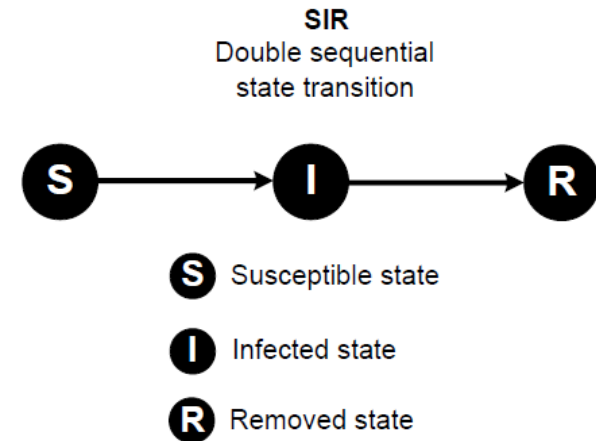 SIR
Double sequential
state transition
S I R
S Susceptible state
I Infected state
R Removed state